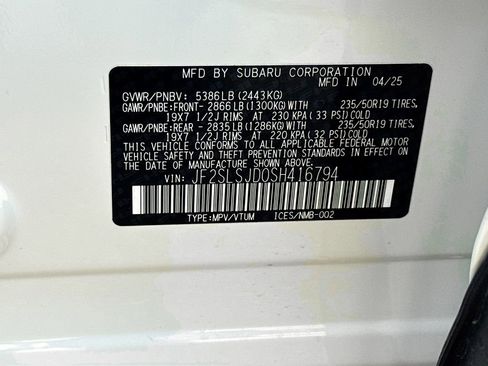 MFD BY SUBARU CORPORATION
MFD IN 04/25
GVWR/PNBV: 5386LB(2443KG)
GAWR/PNBE:FRONT- 2866LB(1300KG)WITH 235/50R19 TIRES,
19X7 1/2J RIMS AT 230 KPA(33 PSI)COLD
GAWR/PNBE:REAR - 2835LB(1286KG)WITH 235/50R19 TIRES,
19X7 1/2J RIMS AT 220 KPA(32 PSI)COLD
THIS VEHICLE CONFORMS TO ALL APPLICABLE FEDERAL MOTOR
VEHICLE SAFETY AND THEFT PREVENTION STANDARDS IN EFFECT ON
THE DATE OF MANUFACTURE SHOWN ABOVE.
VIN: JF2SLSJD0SH416794
TYPE:MPV/VTUM ICES/NMB-002